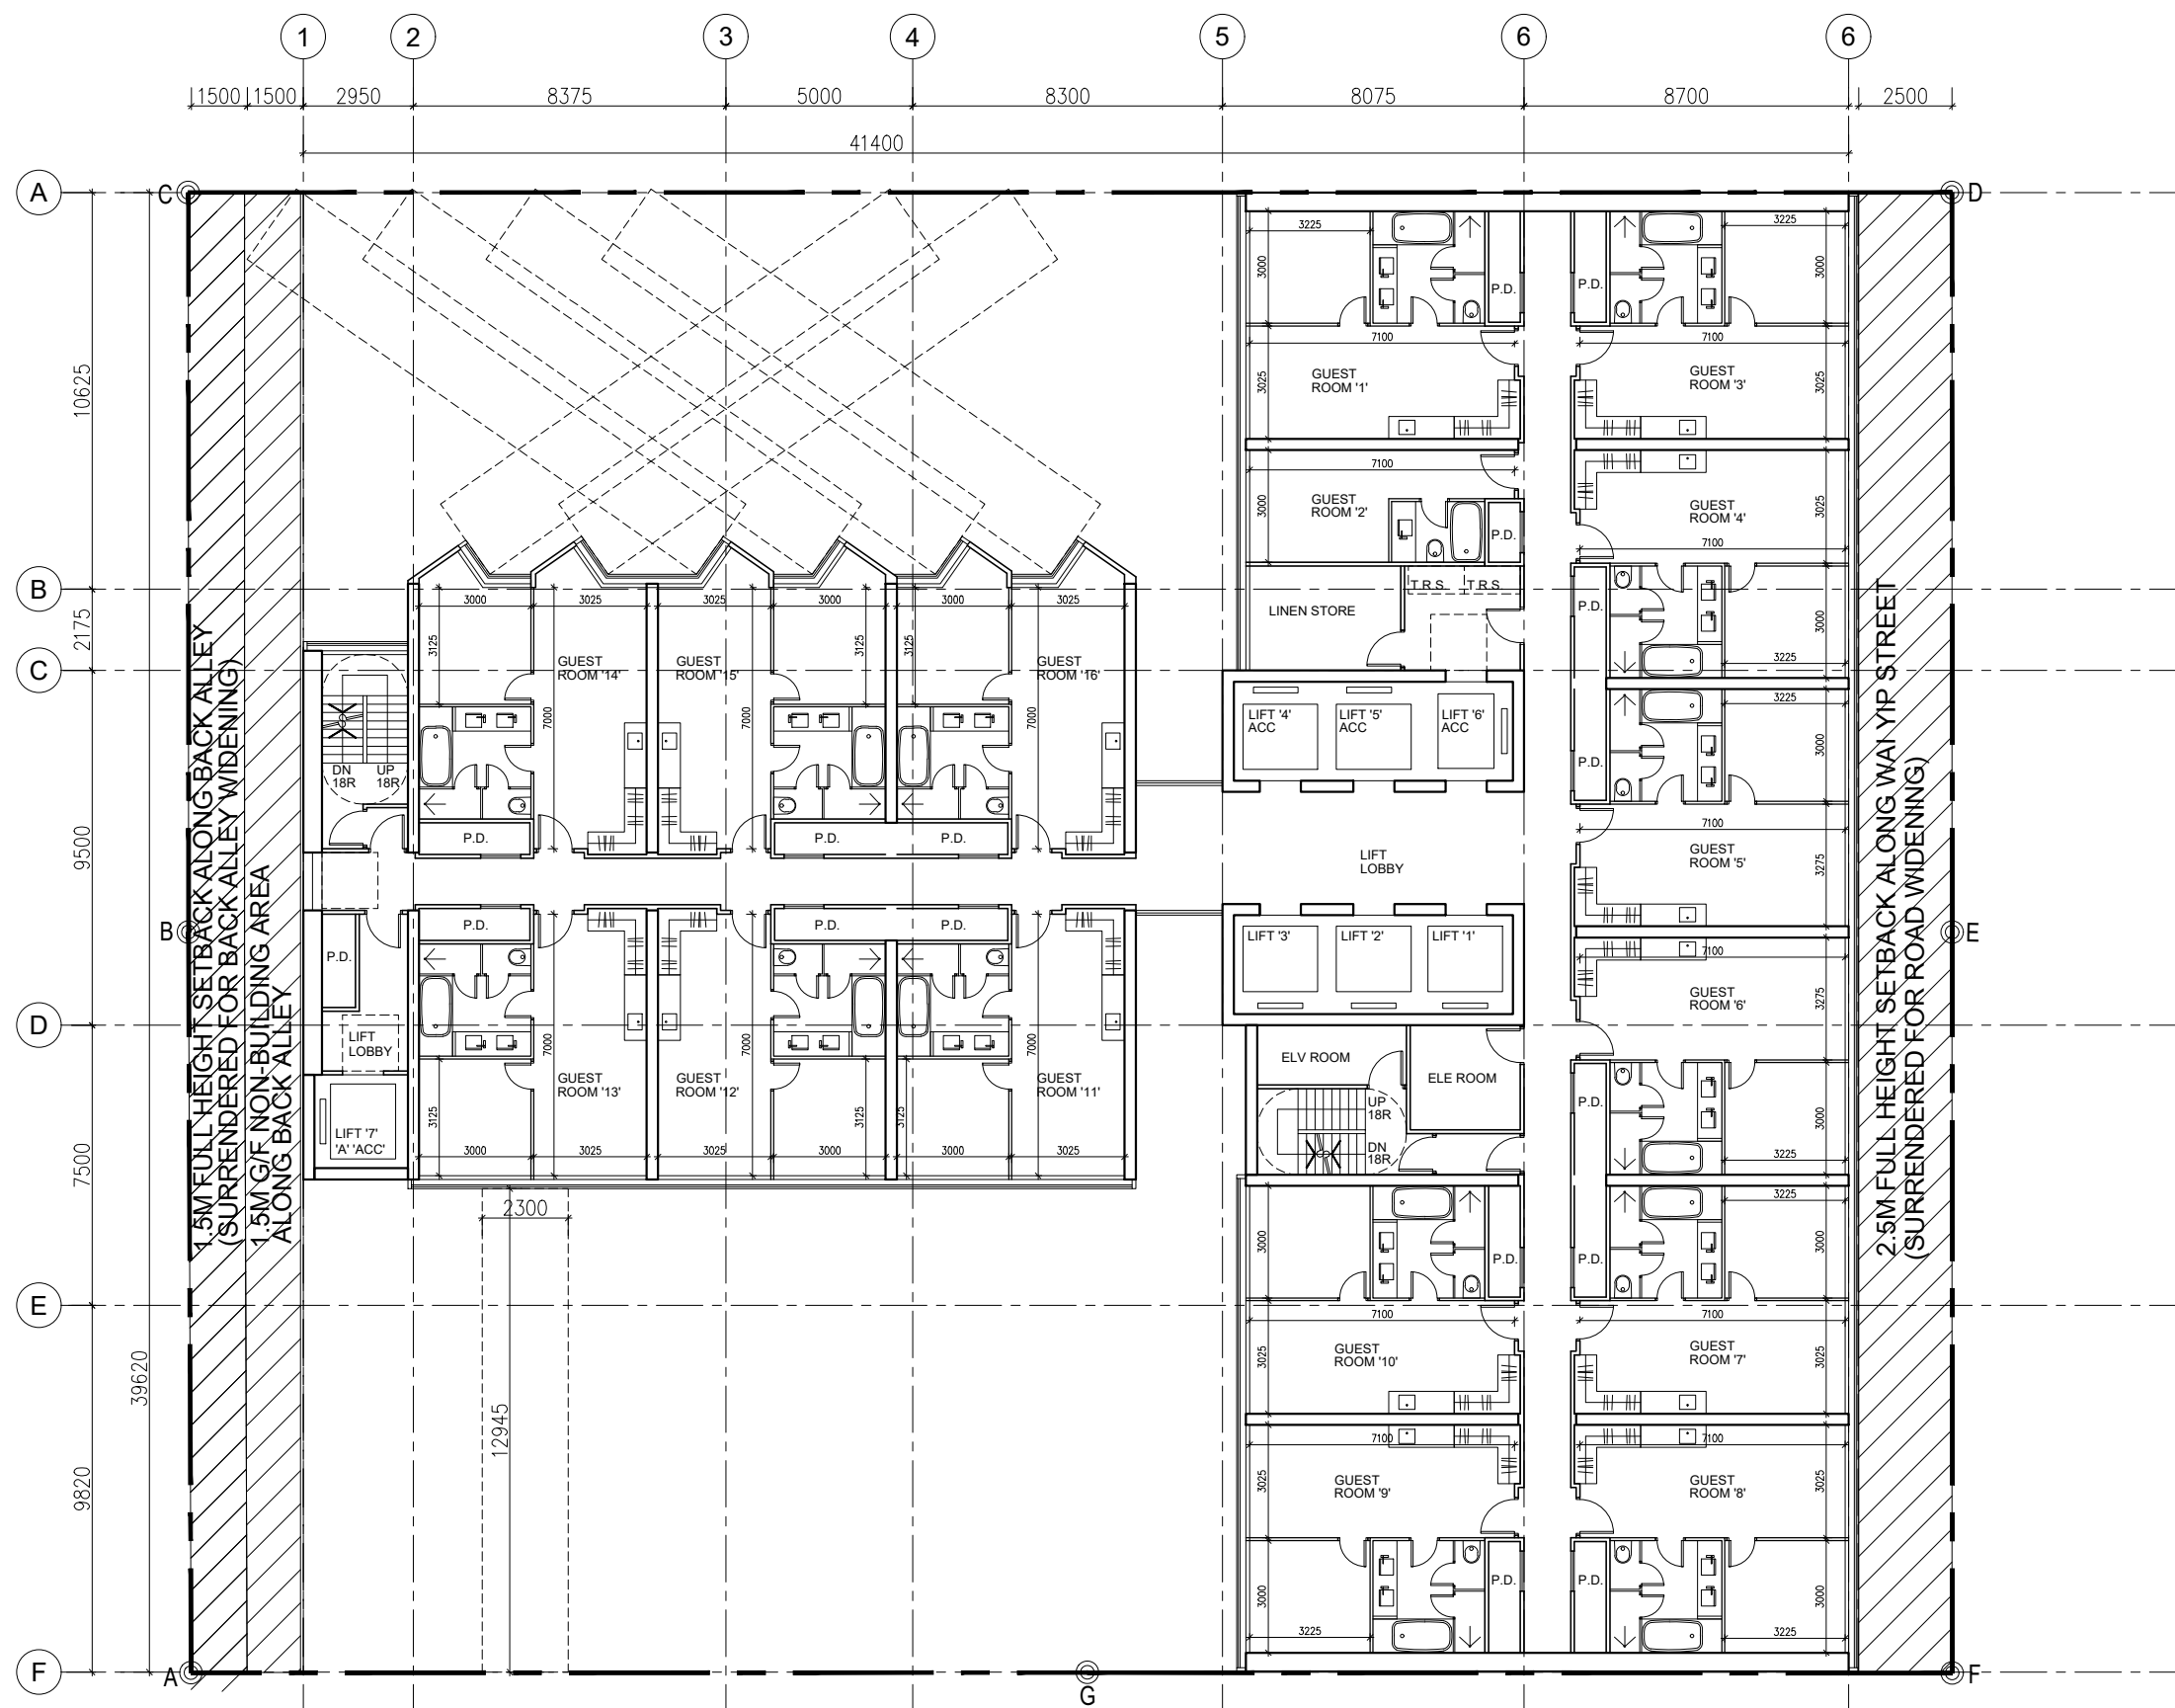 1
2
3
4
5
6
6
1500
1500
2950
8375
5000
8300
8075
8700
2500
41400
A
C
D
3225
3225
3000
3000
P.D.
P.D.
7100
7100
10625
GUEST
ROOM '1'
3025
GUEST
ROOM '3'
3025
7100
GUEST
ROOM '2'
3000
P.D.
GUEST
ROOM '4'
3025
7100
B
2175
C
3000
3025
3025
3000
3000
3025
3125
3125
3125
GUEST
ROOM '14'
GUEST
ROOM '15'
GUEST
ROOM '16'
7000
7000
7000
T.R.S.
T.R.S.
LINEN STORE
P.D.
3000
3225
LIFT '4'
ACC
LIFT '5'
ACC
LIFT '6'
ACC
3225
3000
P.D.
DN
18R
UP
18R
P.D.
P.D.
P.D.
9500
LIFT
LOBBY
7100
GUEST
ROOM '5'
3275
B
E
P.D.
P.D.
P.D.
P.D.
LIFT '3'
LIFT '2'
LIFT '1'
7100
GUEST
ROOM '6'
3275
D
LIFT
LOBBY
7000
7000
7000
GUEST
ROOM '13'
GUEST
ROOM '12'
GUEST
ROOM '11'
3125
3125
3125
3000
3025
3025
3000
3000
3025
LIFT '7'
'A' 'ACC'
ELV ROOM
ELE ROOM
UP
18R
DN
18R
P.D.
3000
3225
7500
1.5M FULL HEIGHT SETBACK ALONG BACK ALLEY
(SURRENDERED FOR BACK ALLEY WIDENING)
1.5M G/F NON-BUILDING AREA
ALONG BACK ALLEY
2.5M FULL HEIGHT SETBACK ALONG WAI YIP STREET
(SURRENDERED FOR ROAD WIDENING)
2300
12945
3225
3000
3000
P.D.
P.D.
E
7100
7100
GUEST
ROOM '10'
3025
GUEST
ROOM '7'
3025
39620
9820
7100
7100
GUEST
ROOM '9'
3025
GUEST
ROOM '8'
3025
P.D.
P.D.
3000
3000
3225
3225
F
A
G
F